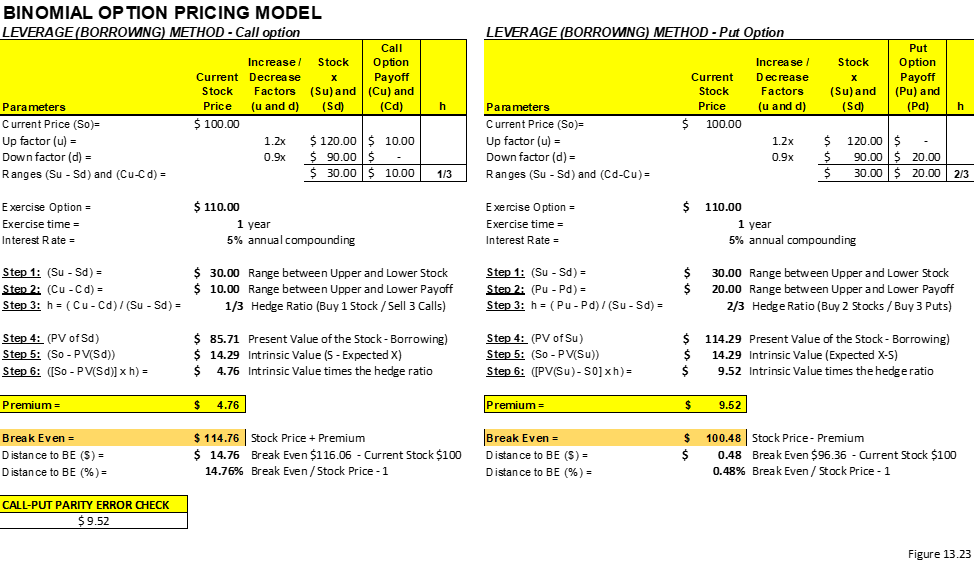 BINOMIAL OPTION PRICING MODEL
LEVERAGE (BORROWING) METHOD - Call option
Parameters Current Stock Price Increase / Decrease Factors (u and d) Stock x (Su) and (Sd) Call Option Payoff (Cu) and (Cd) h
Current Price (So)= $ 100.00
Up factor (u) = 1.2x $ 120.00 $ 10.00
Down factor (d) = 0.9x $ 90.00 $ -
Ranges (Su - Sd) and (Cu-Cd) = $ 30.00 $ 10.00 1/3
Exercise Option = $ 110.00
Exercise time = 1 year
Interest Rate = 5% annual compounding
Step 1: (Su - Sd) = $ 30.00 Range between Upper and Lower Stock
Step 2: (Cu - Cd) = $ 10.00 Range between Upper and Lower Payoff
Step 3: h = ( Cu - Cd) / (Su - Sd) = 1/3 Hedge Ratio (Buy 1 Stock / Sell 3 Calls)
Step 4: (PV of Sd) $ 85.71 Present Value of the Stock - Borrowing)
Step 5: (So - PV(Sd)) $ 14.29 Intrinsic Value (S - Expected X)
Step 6: ([So - PV(Sd)] x h) = $ 4.76 Intrinsic Value times the hedge ratio
Premium = $ 4.76
Break Even = $ 114.76 Stock Price + Premium
Distance to BE ($) = $ 14.76 Break Even $116.06 - Current Stock $100
Distance to BE (%) = 14.76% Break Even / Stock Price - 1
CALL-PUT PARITY ERROR CHECK
$ 9.52
LEVERAGE (BORROWING) METHOD - Put Option
Parameters Current Stock Price Increase / Decrease Factors (u and d) Stock x (Su) and (Sd) Put Option Payoff (Pu) and (Pd) h
Current Price (So)= $ 100.00
Up factor (u) = 1.2x $ 120.00 $ -
Down factor (d) = 0.9x $ 90.00 $ 20.00
Ranges (Su - Sd) and (Cd-Cu) = $ 30.00 $ 20.00 2/3
Exercise Option = $ 110.00
Exercise time = 1 year
Interest Rate = 5% annual compounding
Step 1: (Su - Sd) = $ 30.00 Range between Upper and Lower Stock
Step 2: (Pu - Pd) = $ 20.00 Range between Upper and Lower Payoff
Step 3: h = ( Pu - Pd) / (Su - Sd) = 2/3 Hedge Ratio (Buy 2 Stocks / Buy 3 Puts)
Step 4: (PV of Su) $ 114.29 Present Value of the Stock - Borrowing)
Step 5: (So - PV(Su)) $ 14.29 Intrinsic Value (Expected X-S)
Step 6: ([PV(Su) - S0] x h) = $ 9.52 Intrinsic Value times the hedge ratio
Premium = $ 9.52
Break Even = $ 100.48 Stock Price - Premium
Distance to BE ($) = $ 0.48 Break Even $96.36 - Current Stock $100
Distance to BE (%) = 0.48% Break Even / Stock Price - 1
Figure 13.23